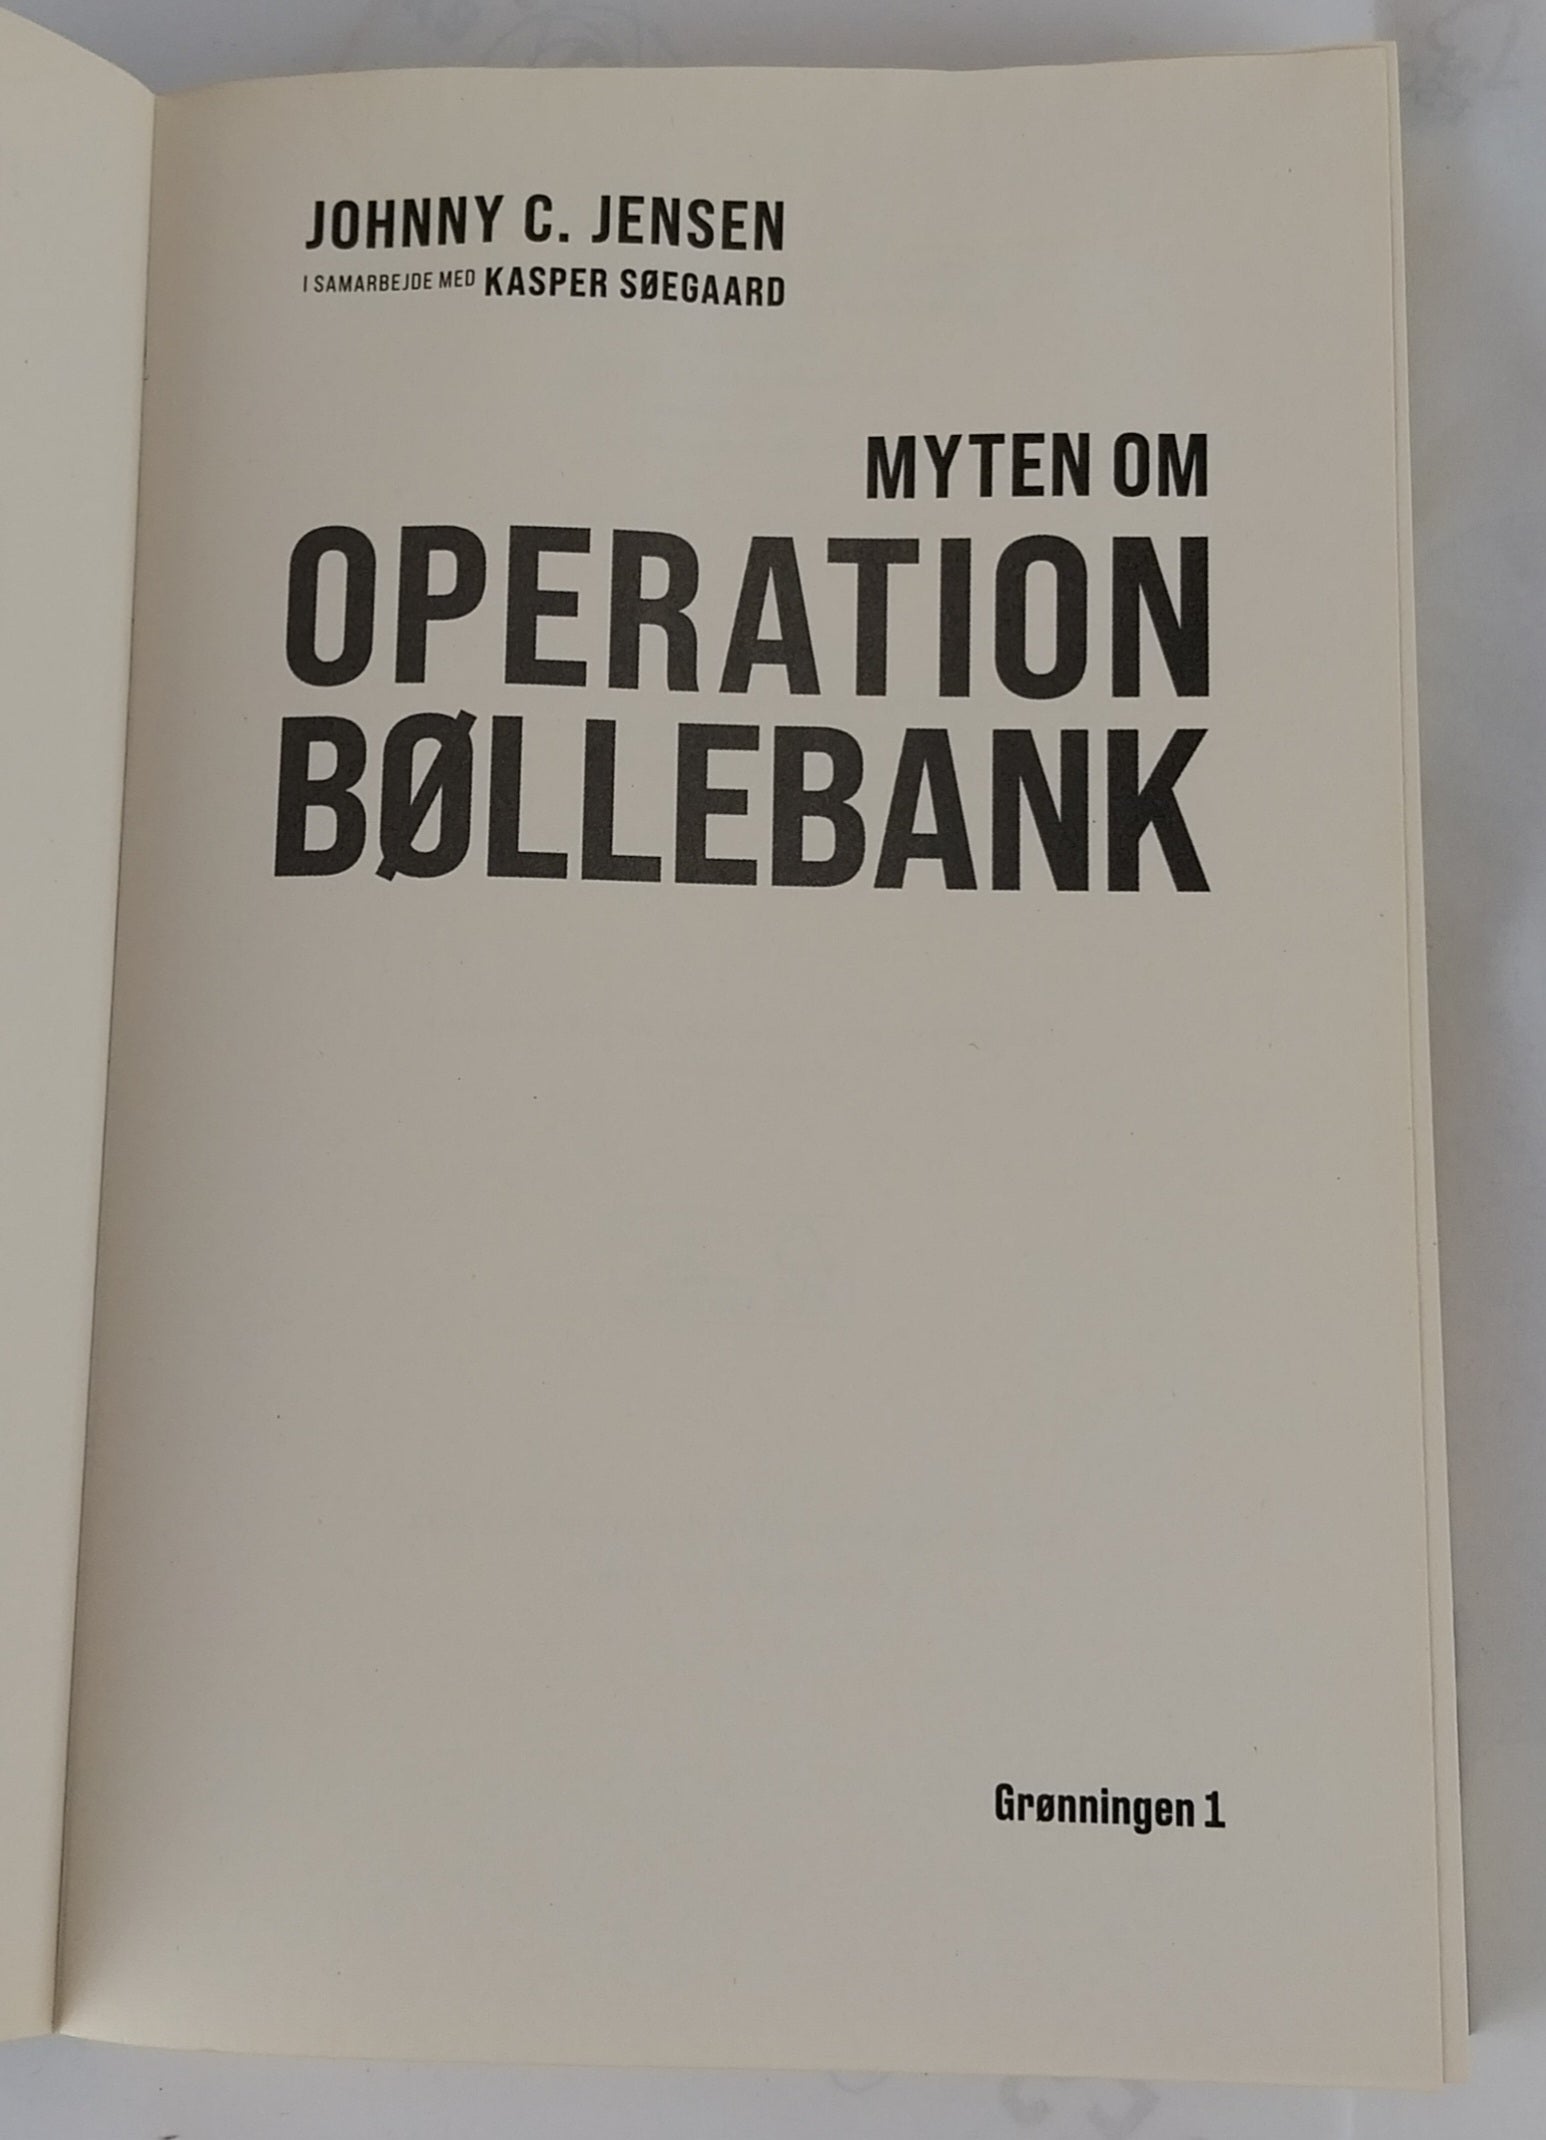 JOHNNY C. JENSEN
I SAMARBEJDE MED KASPER SØEGAARD
MYTEN OM
OPERATION
BØLLEBANK
Grønningen 1